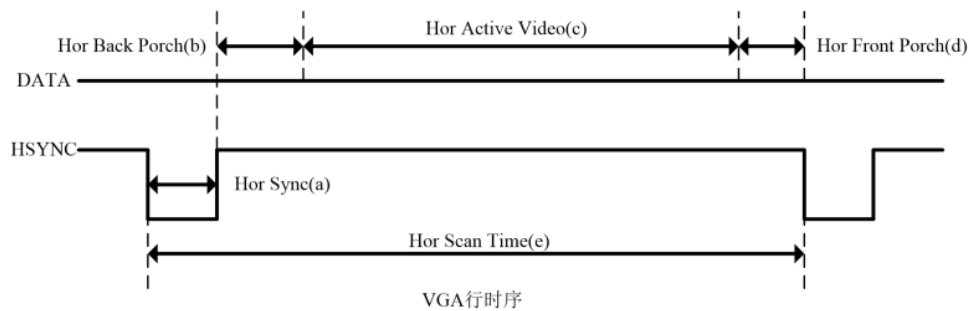 Hor Active Video(c)
Hor Back Porch(b)
Hor Front Porch(d)
DATA
HSYNC
Hor Sync(a)
Hor Scan Time(e)
VGA行时序